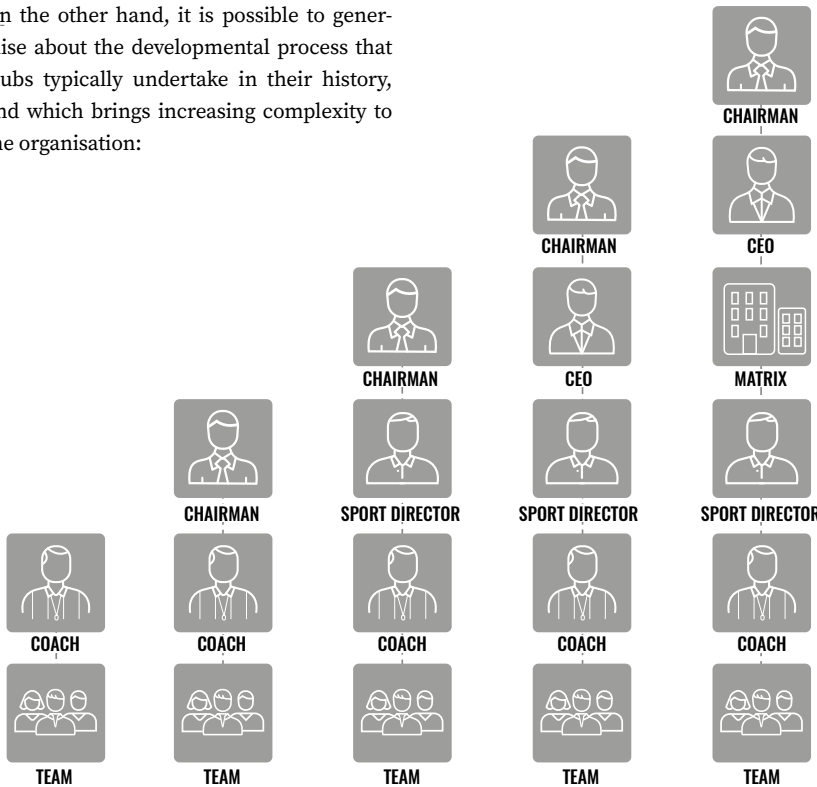 n the other hand, it is possible to gener-
ise about the developmental process that
ubs typically undertake in their history,
nd which brings increasing complexity to
he organisation:
CHAIRMAN
CHAIRMAN
CEO
CHAIRMAN
CEO
MATRIX
CHAIRMAN
SPORT DIRECTOR
SPORT DIRECTOR
SPORT DIRECTOR
COACH
COACH
COACH
COACH
COACH
TEAM
TEAM
TEAM
TEAM
TEAM